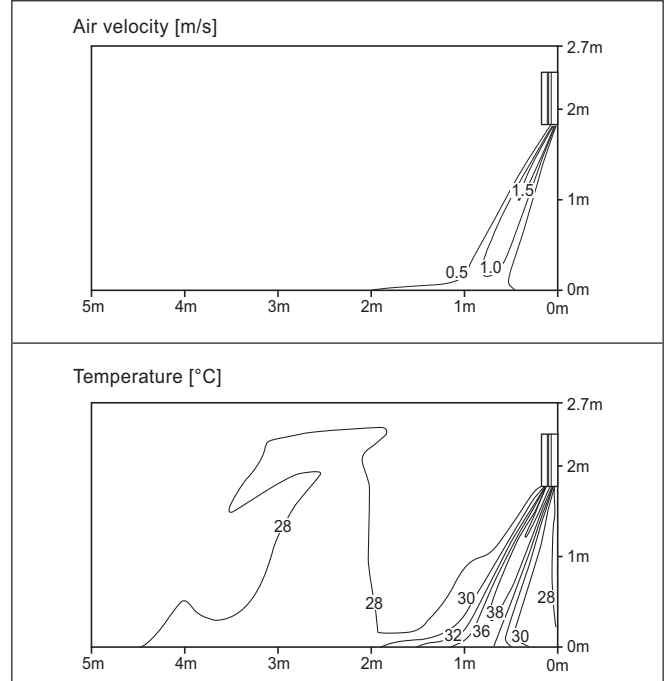 Air velocity [m/s]
2.7m
2m
1.5
1m
0.5 1.0
0m
5m 4m 3m 2m 1m 0m
Temperature [°C]
2.7m
2m
28
1m
28 30 38 28
32 36 30
0m
5m 4m 3m 2m 1m 0m